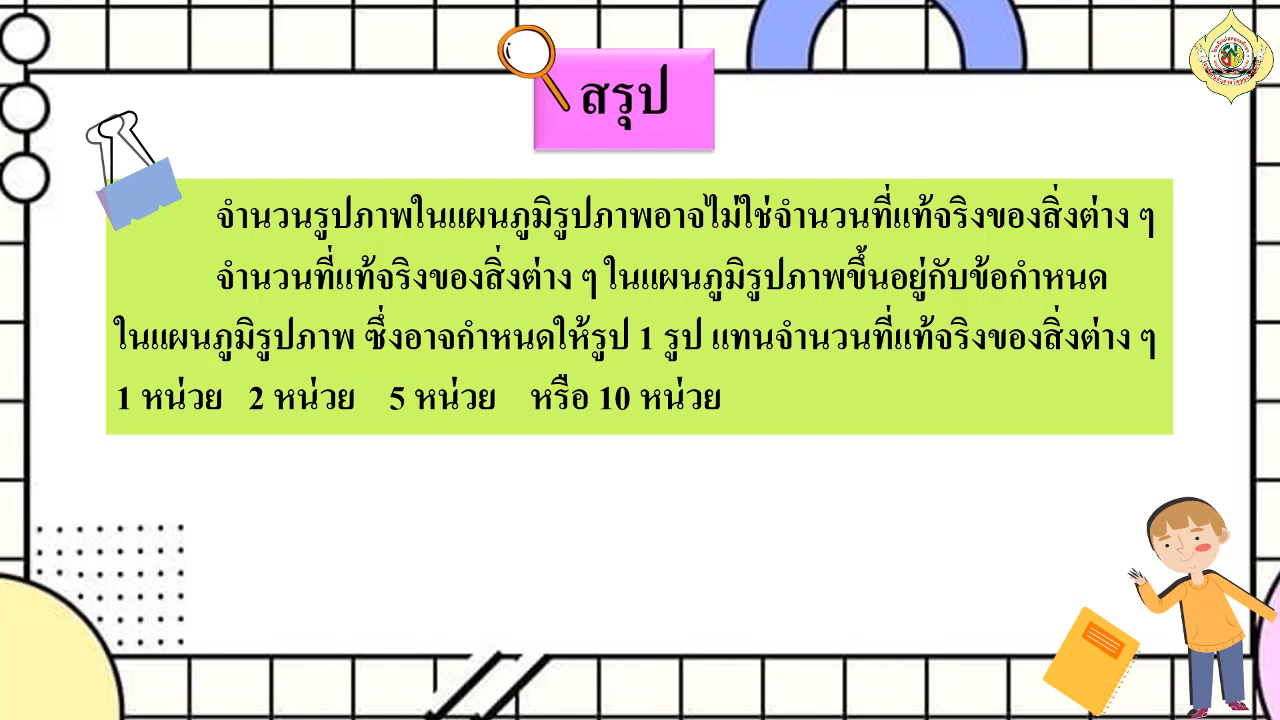 สรุป
จำนวนรูปภาพในแผนภูมิรูปภาพอาจไม่ใช่จำนวนที่แท้จริงของสิ่งต่าง ๆ
จำนวนที่แท้จริงของสิ่งต่าง ๆ ในแผนภูมิรูปภาพขึ้นอยู่กับข้อกำหนด
ในแผนภูมิรูปภาพ ซึ่งอาจกำหนดให้รูป 1 รูป แทนจำนวนที่แท้จริงของสิ่งต่าง ๆ
1 หน่วย 2 หน่วย 5 หน่วย หรือ 10 หน่วย